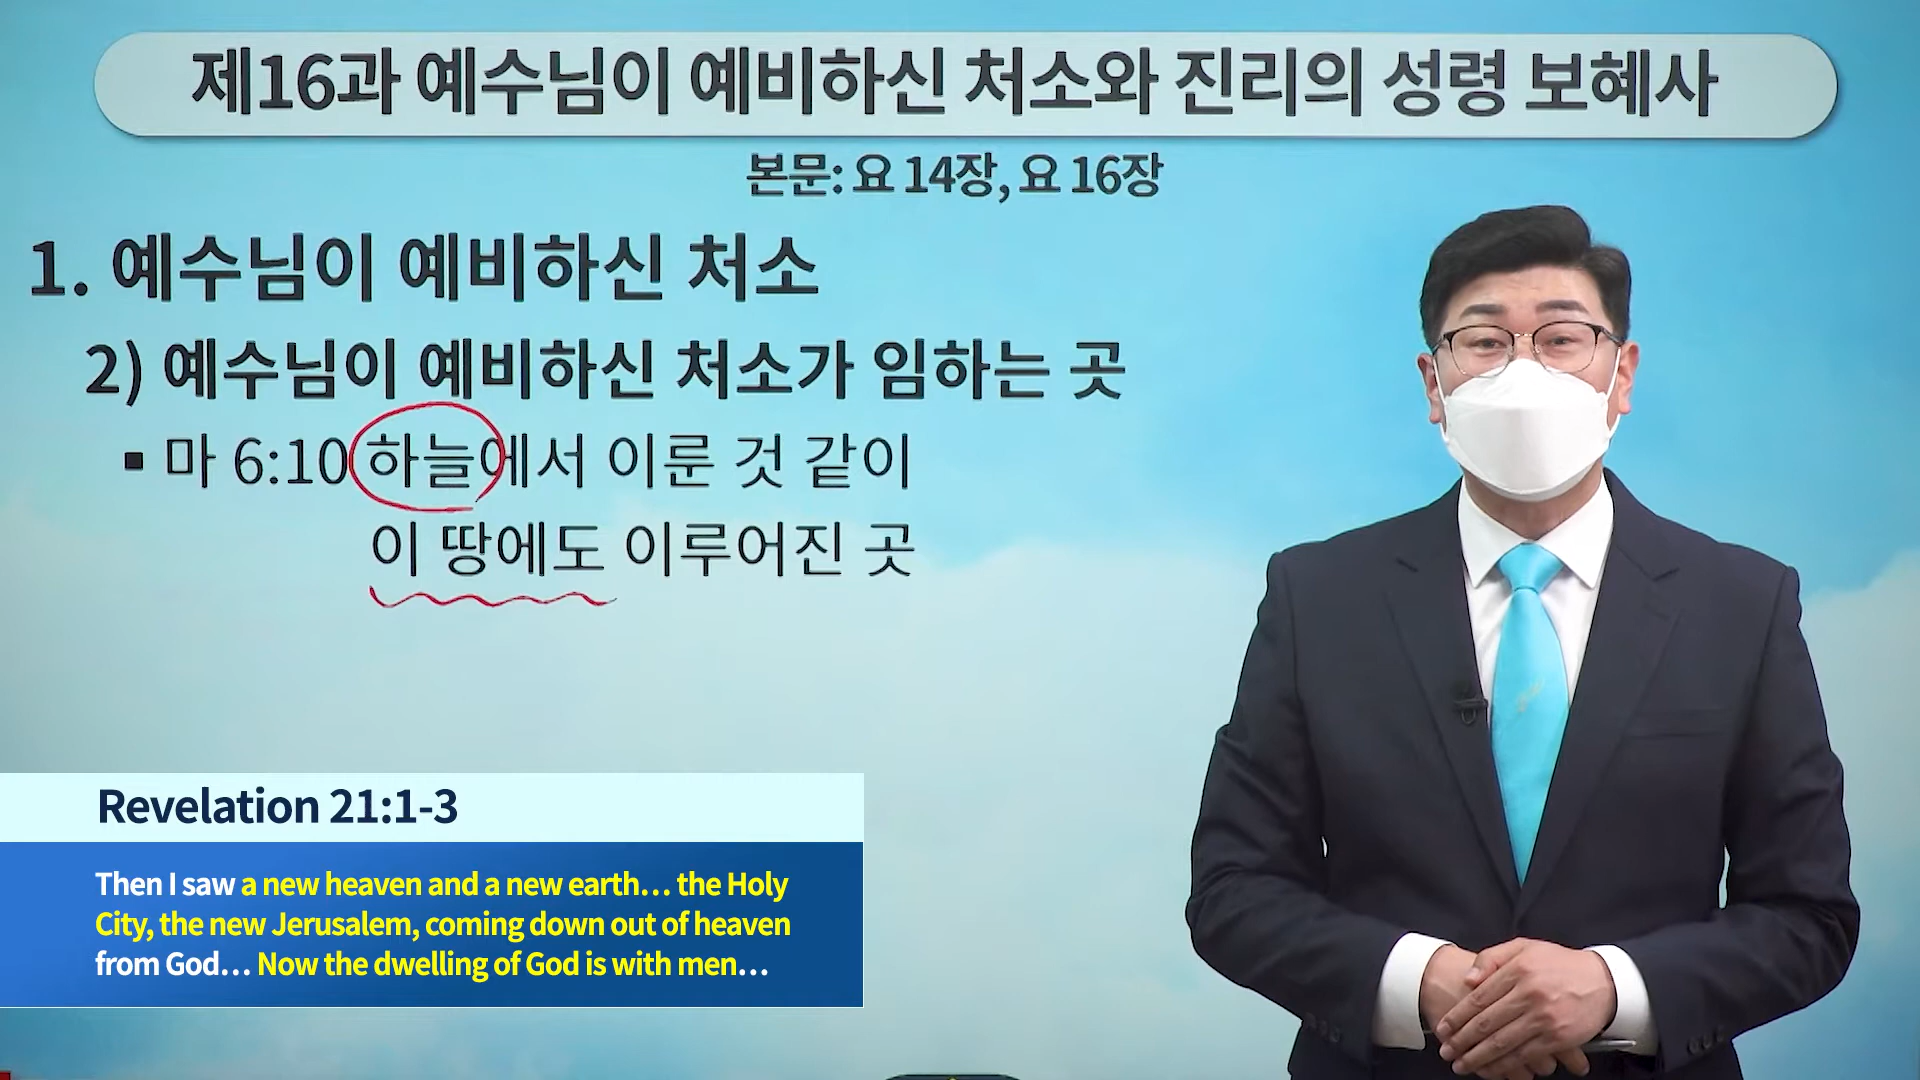 제16과 예수님이 예비하신 처소와 진리의 성령 보혜사
본문: 요 14장, 요 16장
1. 예수님이 예비하신 처소
2) 예수님이 예비하신 처소가 임하는 곳
▪ 마 6:10 하늘에서 이룬 것 같이
이 땅에도 이루어진 곳
Revelation 21:1-3
Then I saw a new heaven and a new earth… the Holy
City, the new Jerusalem, coming down out of heaven
from God… Now the dwelling of God is with men…